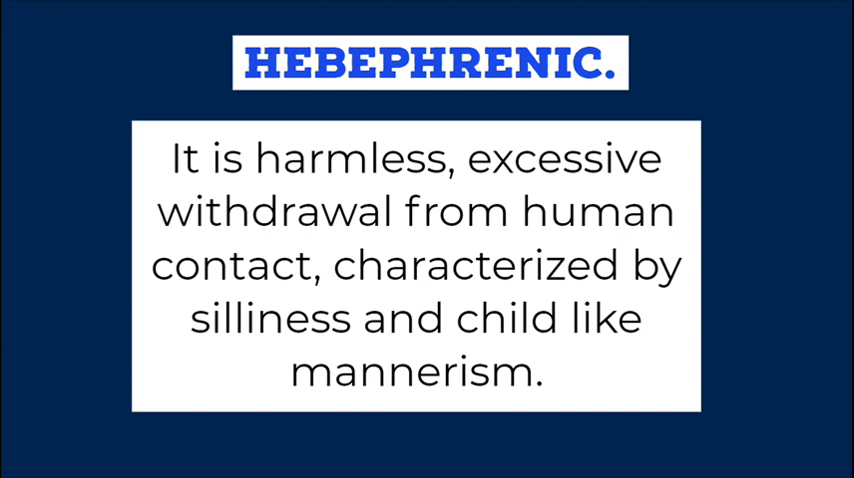 HEBEPHRENIC.
It is harmless, excessive
withdrawal from human
contact, characterized by
silliness and child like
mannerism.